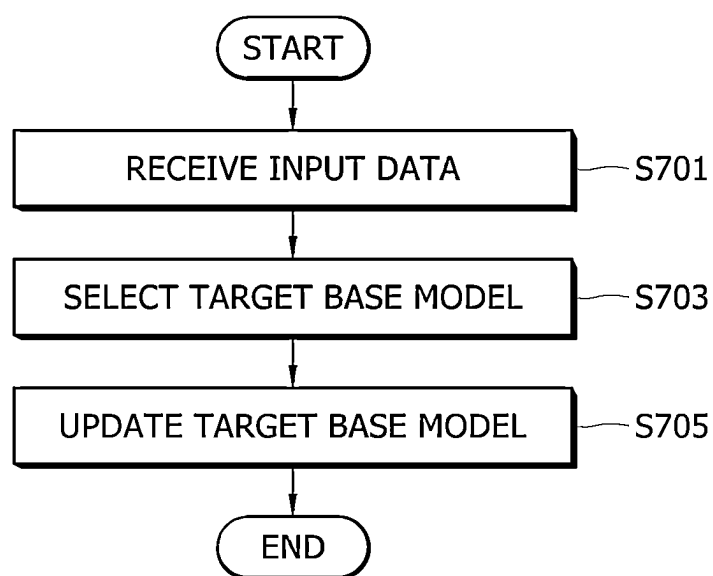 START
RECEIVE INPUT DATA
S701
SELECT TARGET BASE MODEL
S703
UPDATE TARGET BASE MODEL
S705
END